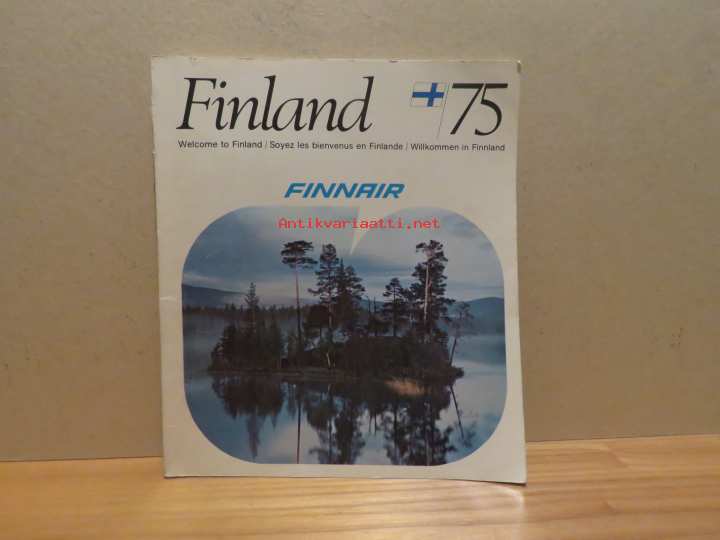 Finland /75
Welcome to Finland / Soyez les bienvenus en Finlande / Willkommen in Finnland
FINNAIR
Antikvariaatti.net